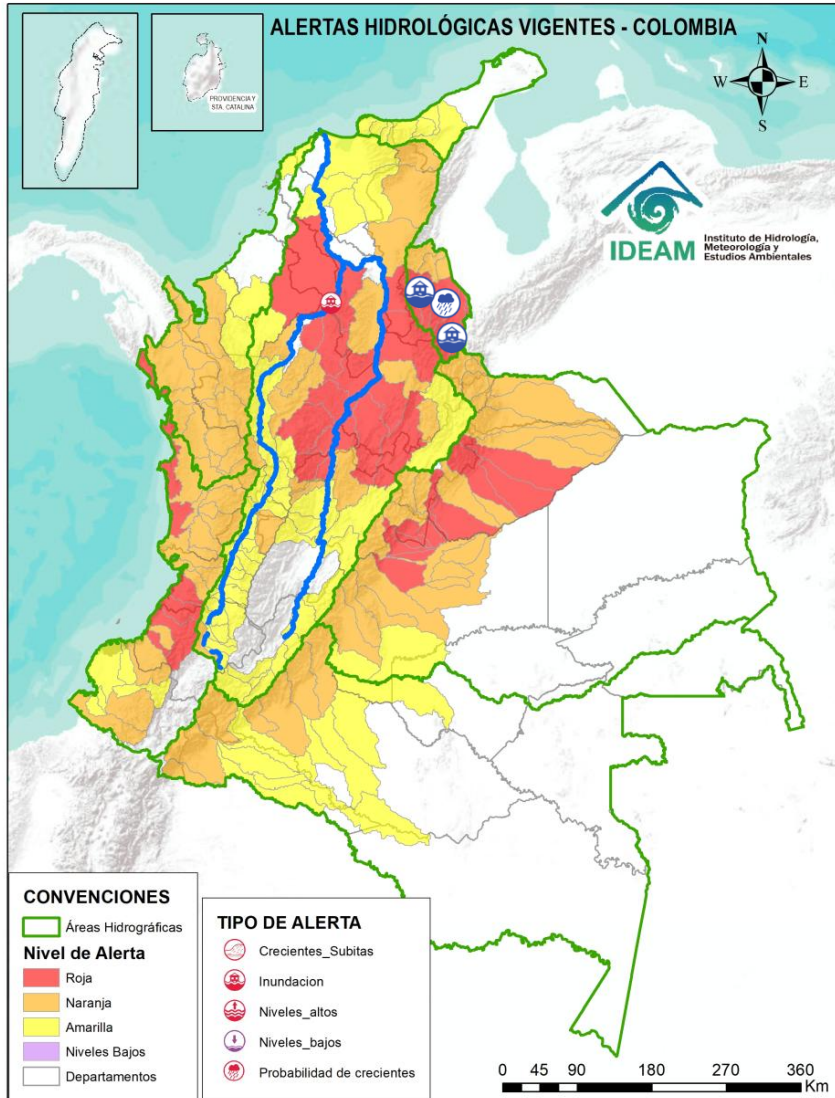 ALERTAS HIDROLÓGICAS VIGENTES - COLOMBIA
PROVIDENCIA Y
STA. CATALINA
N
W
E
S
IDEAM
Instituto de Hidrología,
Meteorología y
Estudios Ambientales
CONVENCIONES
Áreas Hidrográficas
Nivel de Alerta
Roja
Naranja
Amarilla
Niveles Bajos
Departamentos
TIPO DE ALERTA
Crecientes_Subitas
Inundacion
Niveles_altos
Niveles_bajos
Probabilidad de crecientes
0 45 90 180 270 360
Km